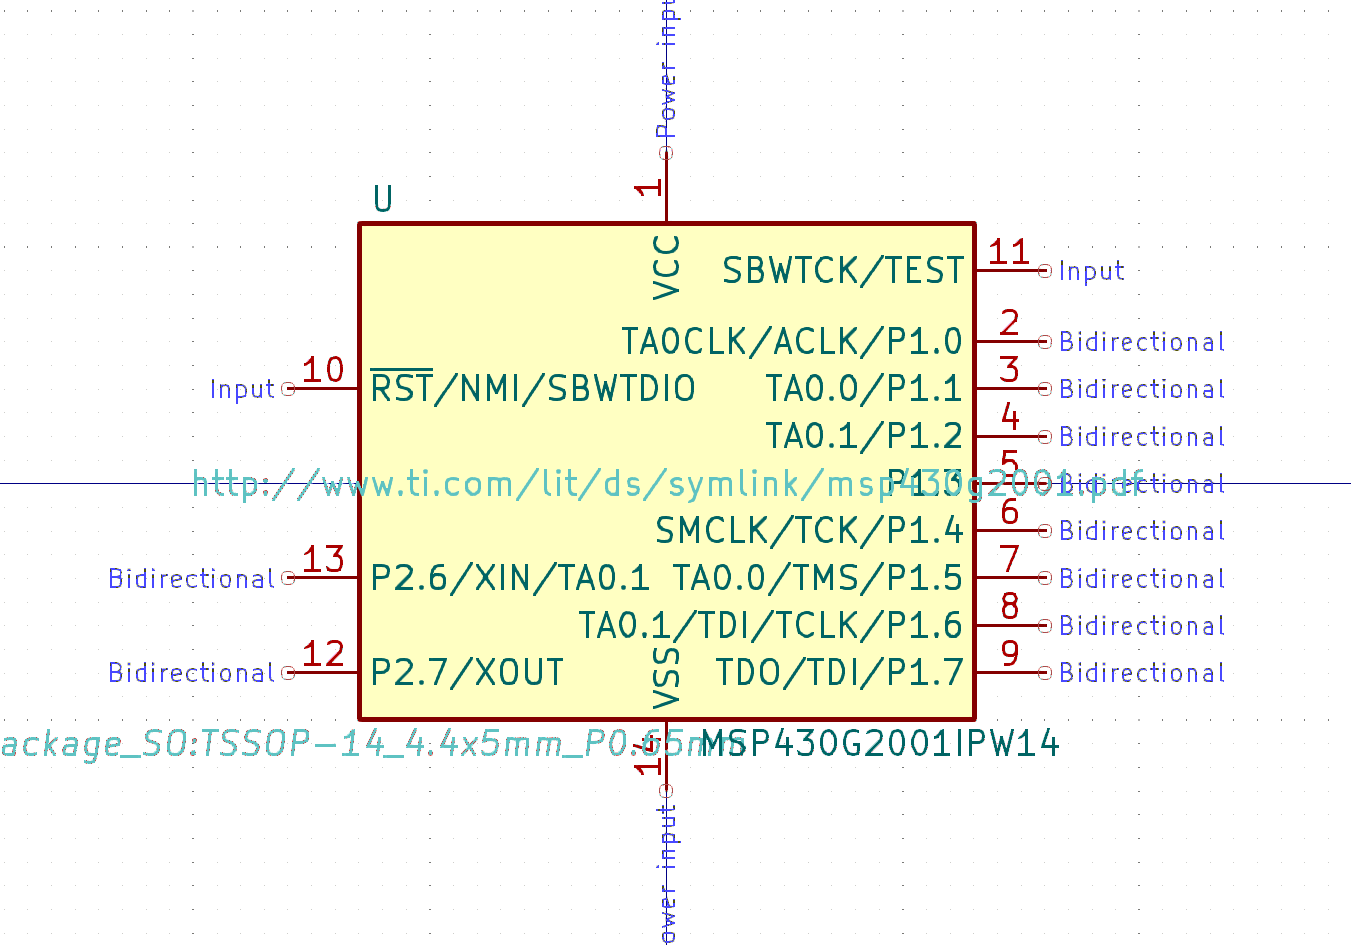 Power input
1
U
VCC
SBWTCK/TEST 11 Input
TA0CLK/ACLK/P1.0 2 Bidirectional
Input 10 RST/NMI/SBWTDIO TA0.0/P1.1 3 Bidirectional
TA0.1/P1.2 4 Bidirectional
http://www.ti.com/lit/ds/symlink/msp430g2001.pdf
P1.3 5 Bidirectional
SMCLK/TCK/P1.4 6 Bidirectional
Bidirectional 13 P2.6/XIN/TA0.1 TA0.0/TMS/P1.5 7 Bidirectional
TA0.1/TDI/TCLK/P1.6 8 Bidirectional
Bidirectional 12 P2.7/XOUT TDO/TDI/P1.7 9 Bidirectional
VSS
ackage_SO:TSSOP-14_4.4x5mm_P0.65mm
MSP430G2001IPW14
14
ower input